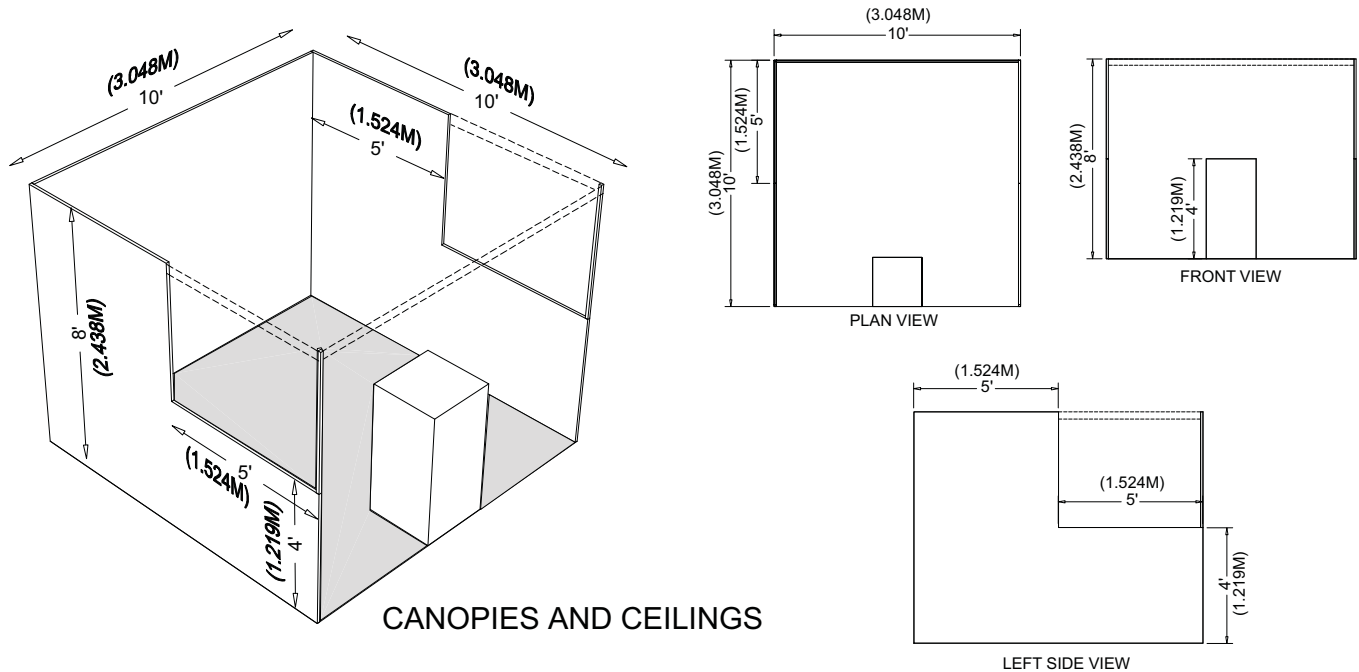 (3.048M)
10'
(3.048M)
10'
(1.524M)
5'
8'
(2.438M)
5'
(1.524M)
4'
(1.219M)
CANOPIES AND CEILINGS
(3.048M)
10'
(3.048M)
10'
(1.524M)
5'
PLAN VIEW
(2.438M)
8'
(1.219M)
4'
FRONT VIEW
(1.524M)
5'
(1.524M)
5'
4'
(1.219M)
LEFT SIDE VIEW